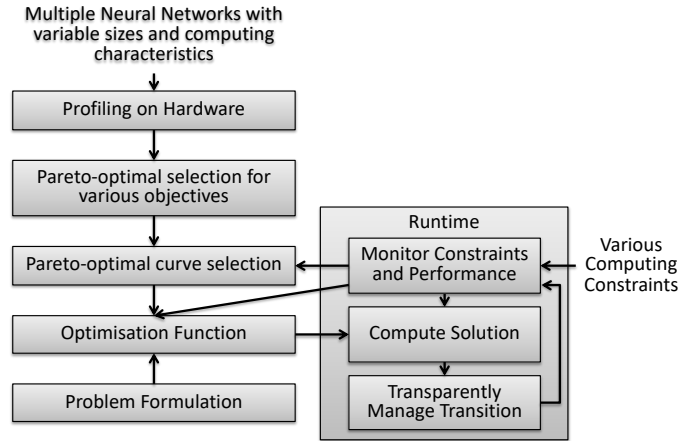 Multiple Neural Networks with
variable sizes and computing
characteristics
Profiling on Hardware
Pareto-optimal selection for
various objectives
Pareto-optimal curve selection
Optimisation Function
Problem Formulation
Runtime
Monitor Constraints
and Performance
Compute Solution
Transparently
Manage Transition
Various
Computing
Constraints